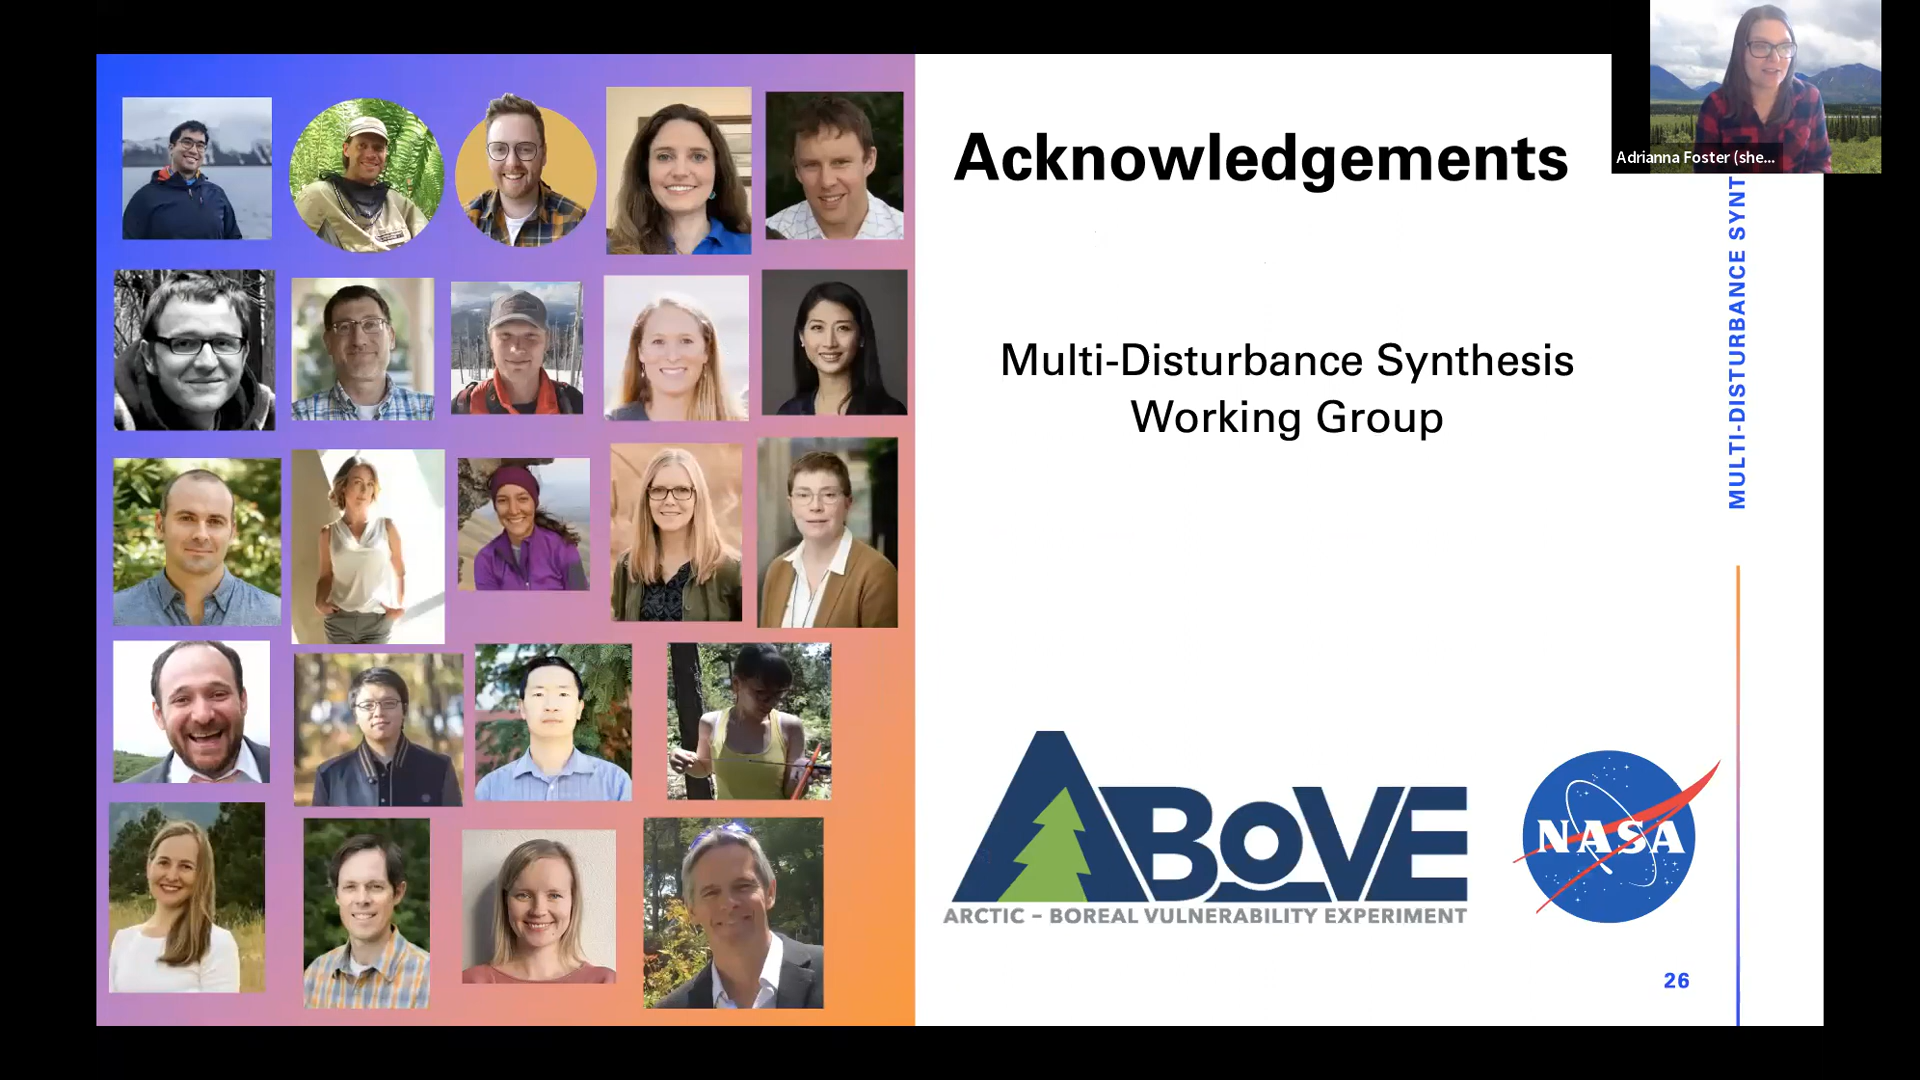 Acknowledgements
Adrianna Foster (she...
Multi-Disturbance Synthesis
Working Group
MULTI-DISTURBANCE SYNT
ABoVE
ARCTIC – BOREAL VULNERABILITY EXPERIMENT
NASA
26